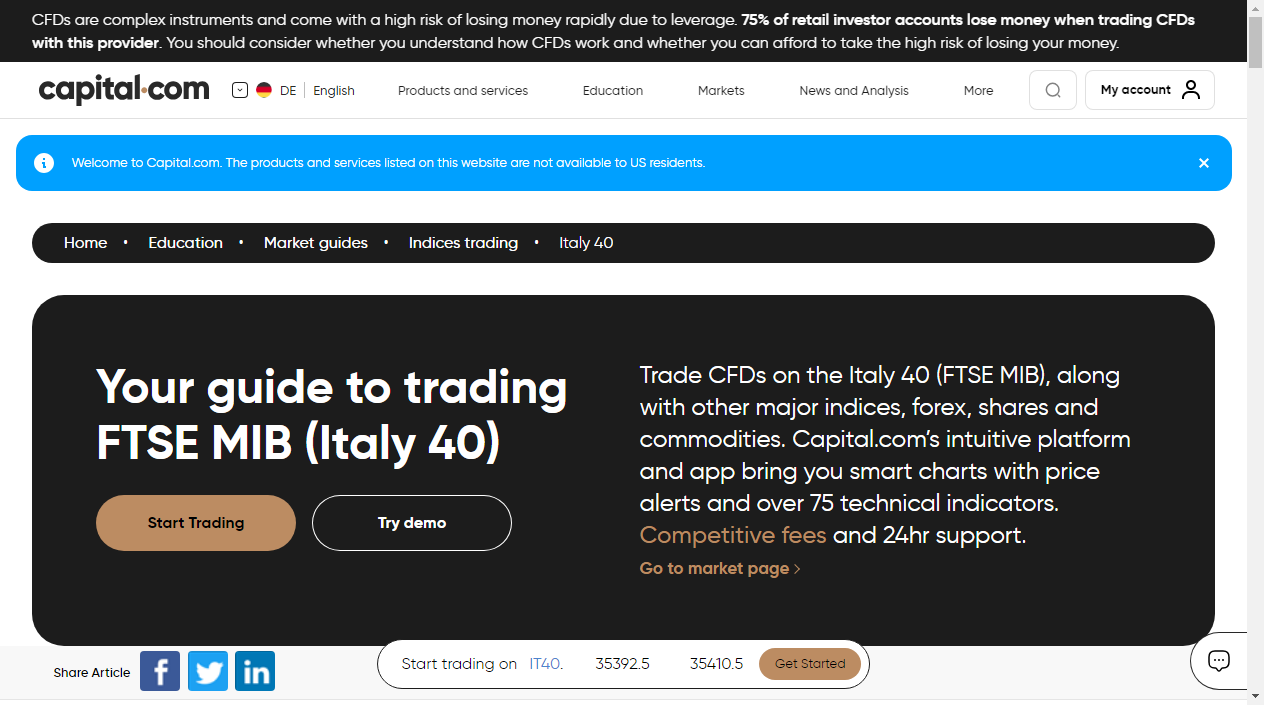 CFDs are complex instruments and come with a high risk of losing money rapidly due to leverage. 75% of retail investor accounts lose money when trading CFDs
with this provider. You should consider whether you understand how CFDs work and whether you can afford to take the high risk of losing your money.
capital.com
DE English Products and services Education Markets News and Analysis More My account
Welcome to Capital.com. The products and services listed on this website are not available to US residents.
Home • Education • Market guides • Indices trading • Italy 40
Your guide to trading
FTSE MIB (Italy 40)
Start Trading Try demo
Trade CFDs on the Italy 40 (FTSE MIB), along
with other major indices, forex, shares and
commodities. Capital.com’s intuitive platform
and app bring you smart charts with price
alerts and over 75 technical indicators.
Competitive fees and 24hr support.
Go to market page
Share Article
Start trading on IT40. 35392.5 35410.5 Get Started